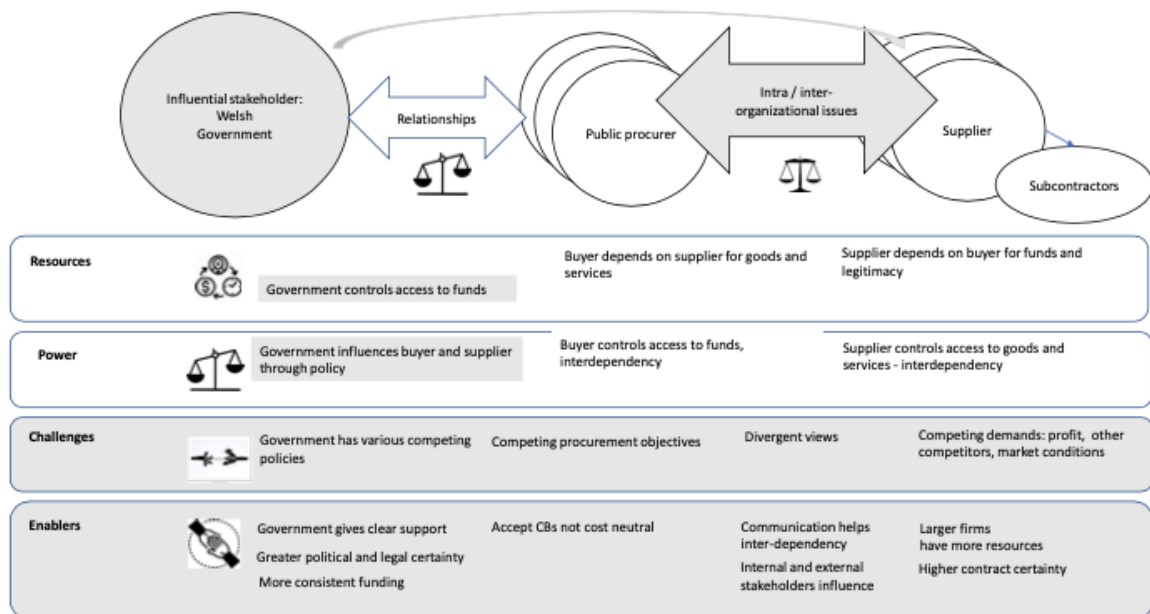 Influential stakeholder:
Welsh
Government
Relationships
Public procurer
Intra / inter-
organizational issues
Supplier
Subcontractors
Resources
Government controls access to funds
Buyer depends on supplier for goods and
services
Supplier depends on buyer for funds and
legitimacy
Power
Government influences buyer and supplier
through policy
Buyer controls access to funds,
interdependency
Supplier controls access to goods and
services - interdependency
Challenges
Government has various competing
policies
Competing procurement objectives
Divergent views
Competing demands: profit, other
competitors, market conditions
Enablers
Government gives clear support
Greater political and legal certainty
More consistent funding
Accept CBs not cost neutral
Communication helps
inter-dependency
Internal and external
stakeholders influence
Larger firms
have more resources
Higher contract certainty